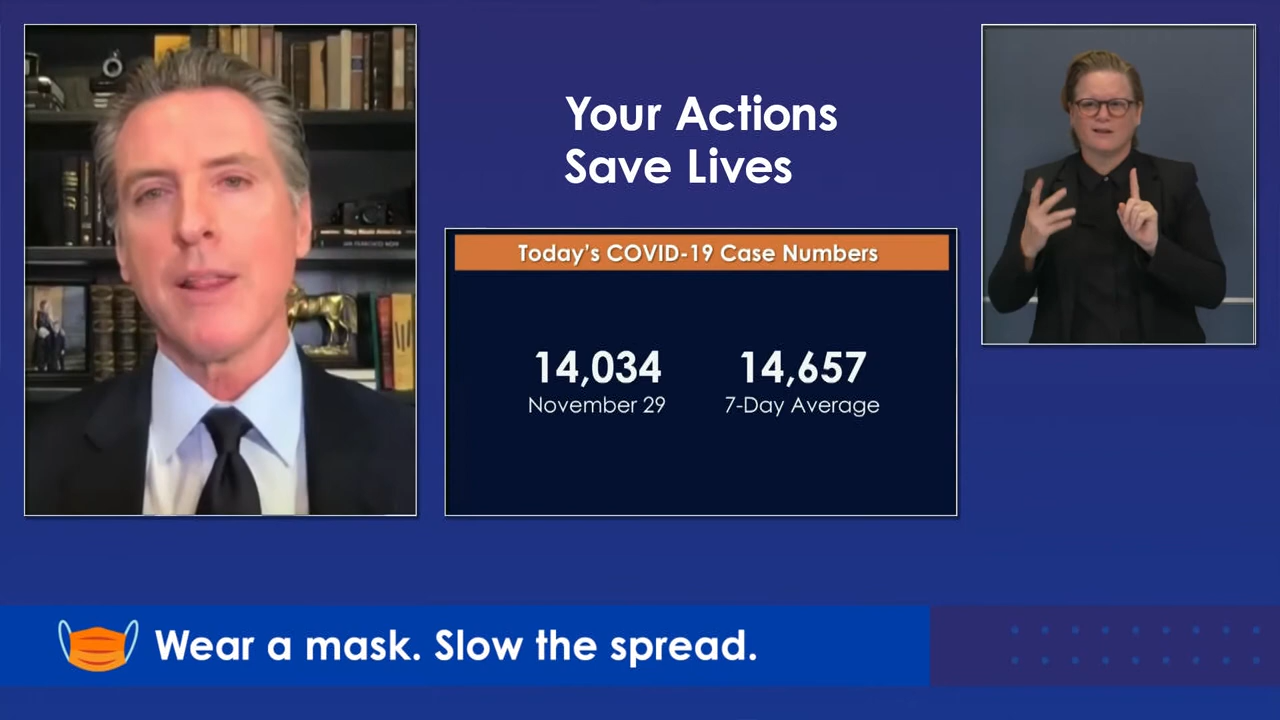 Your Actions
Save Lives
Today's COVID-19 Case Numbers
14,034
November 29
14,657
7-Day Average
Wear a mask. Slow the spread.